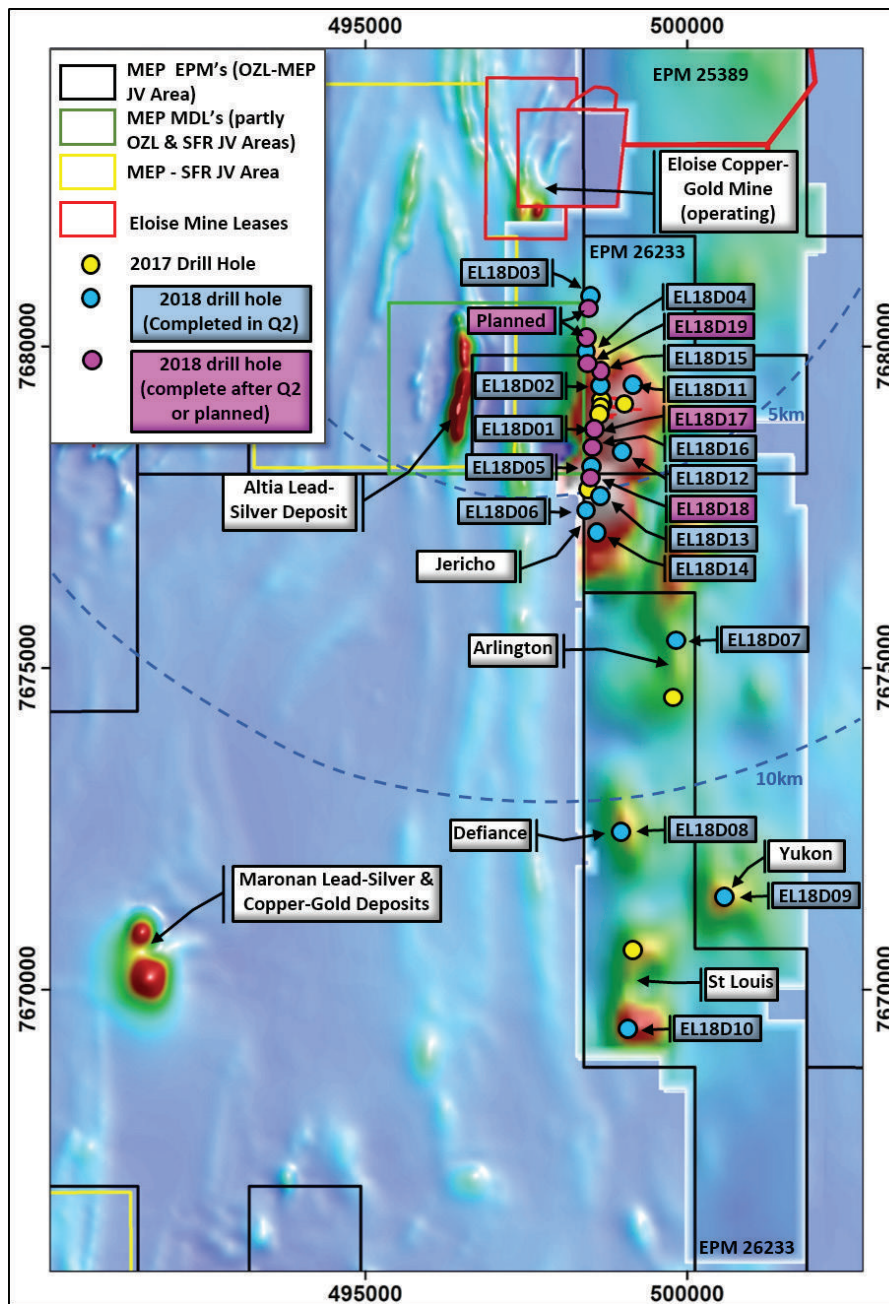 495000
500000
MEP EPM's (OZL-MEP
JV Area)
MEP MDL's (partly
OZL & SFR JV Areas)
MEP - SFR JV Area
Eloise Mine Leases
2017 Drill Hole
2018 drill hole
(Completed in Q2)
2018 drill hole
(complete after Q2
or planned)
EPM 25389
Eloise Copper-
Gold Mine
(operating)
EPM 26233
EL18D03
EL18D04
Planned
EL18D19
7680000
7680000
EL18D15
EL18D02
EL18D11
5km
EL18D01
EL18D17
EL18D16
EL18D05
EL18D12
Altia Lead-
Silver Deposit
EL18D06
EL18D18
EL18D13
Jericho
EL18D14
Arlington
EL18D07
7675000
7675000
10km
Defiance
EL18D08
Yukon
Maronan Lead-Silver &
Copper-Gold Deposits
EL18D09
St Louis
7670000
7670000
EL18D10
EPM 26233
495000
500000